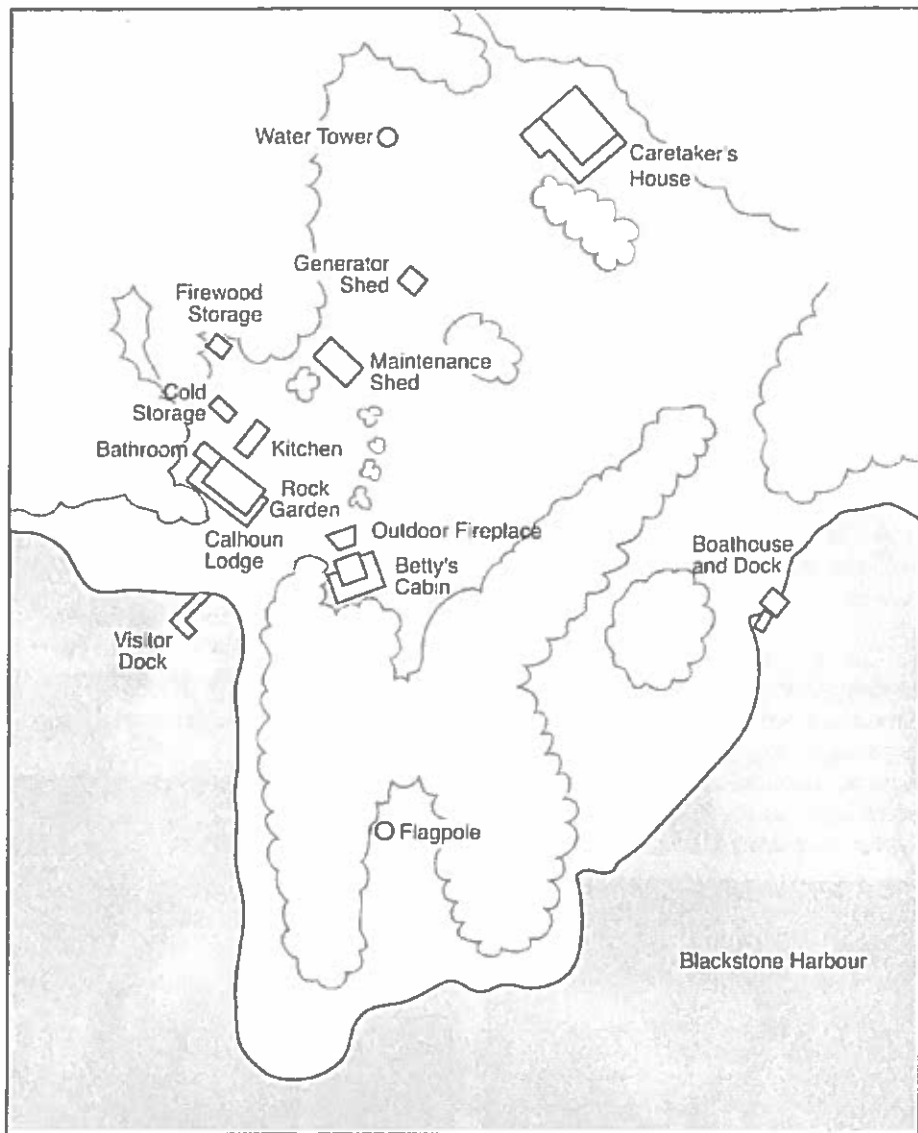 Water Tower
Caretaker's
House
Generator
Shed
Firewood
Storage
Maintenance
Shed
Cold
Storage
Bathroom
Kitchen
Rock
Garden
Calhoun
Lodge
Outdoor Fireplace
Betty's
Cabin
Boathouse
and Dock
Visitor
Dock
Flagpole
Blackstone Harbour